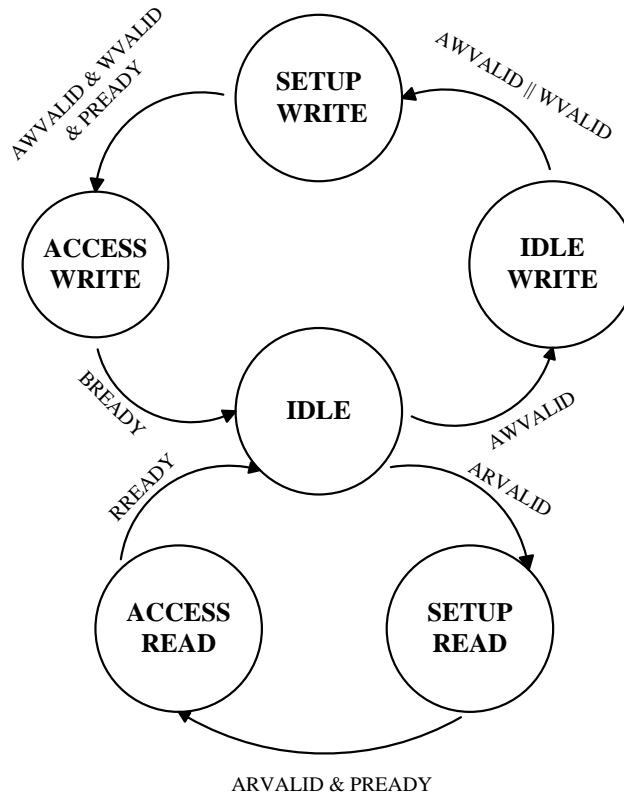 SETUP
WRITE
AWVALID || WVALID
AWVALID & WVALID
& PREADY
ACCESS
WRITE
IDLE
WRITE
BREADY
IDLE
AWVALID
RREADY
ARVALID
ACCESS
READ
SETUP
READ
ARVALID & PREADY